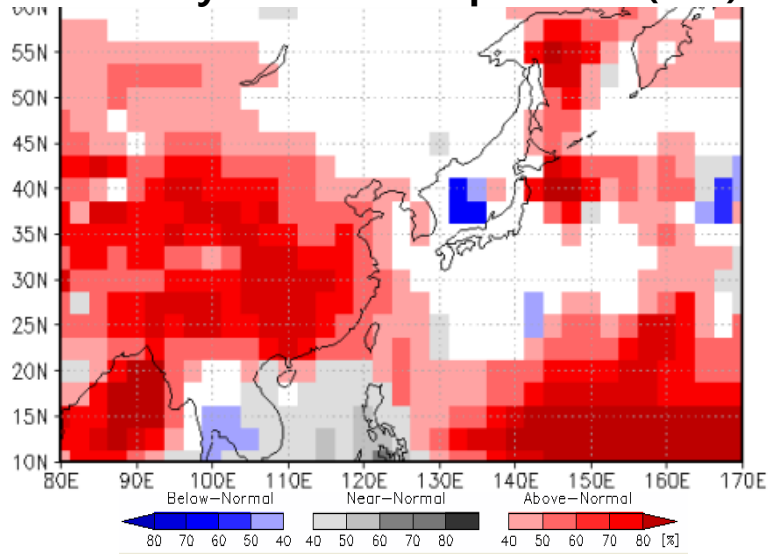 60N
55N
50N
45N
40N
35N
30N
25N
20N
15N
10N
80E 90E 100E 110E 120E 130E 140E 150E 160E 170E
Below-Normal Near-Normal Above-Normal
80 70 60 50 40 40 50 60 70 80 40 50 60 70 80 [%]